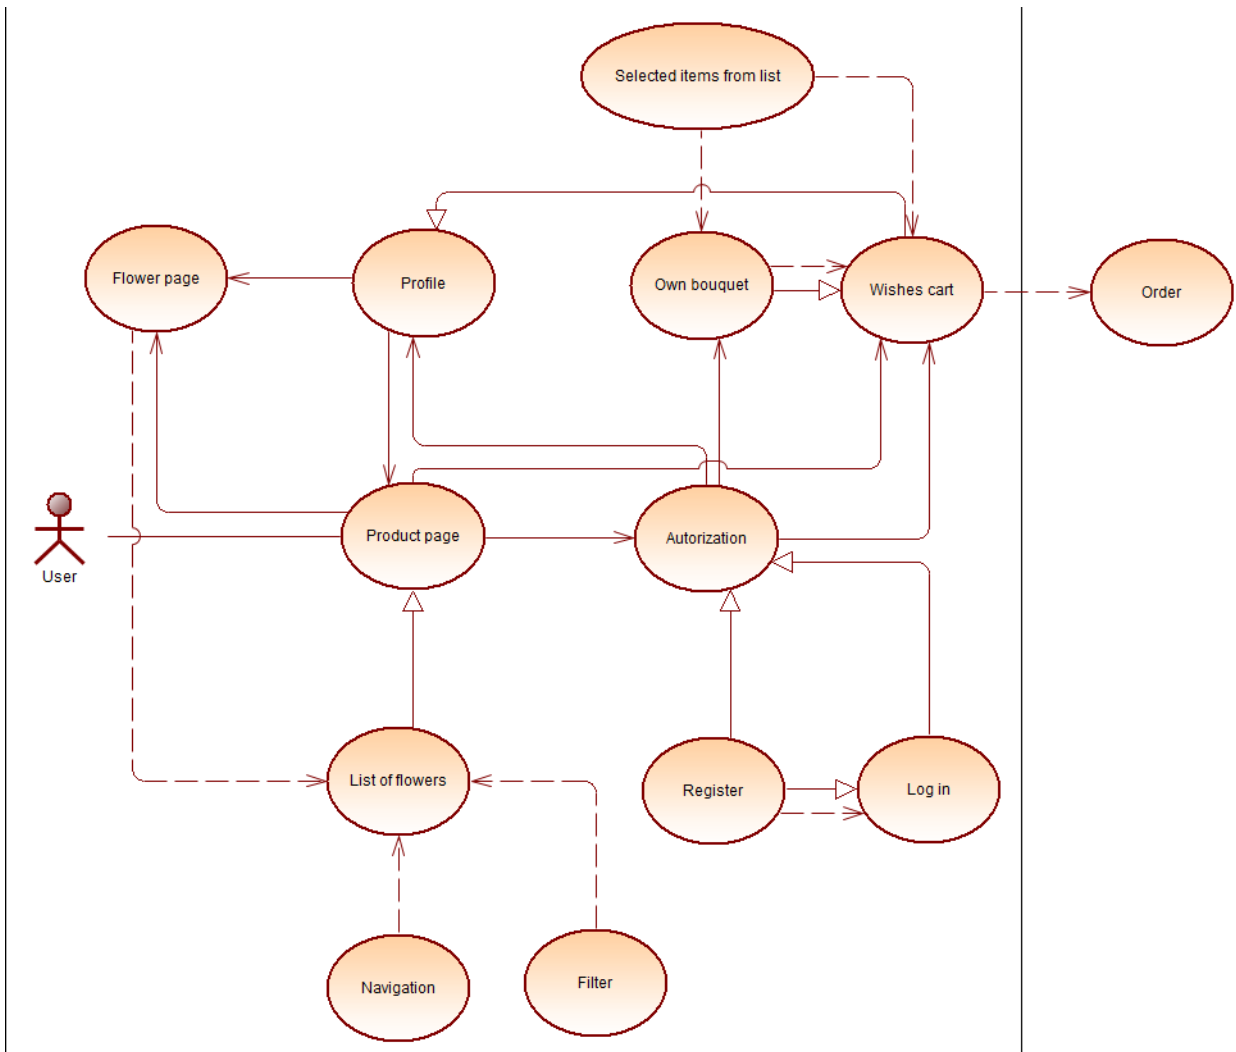 Selected items from list
Flower page
Profile
Own bouquet
Wishes cart
Order
User
Product page
Autorization
List of flowers
Register
Log in
Navigation
Filter